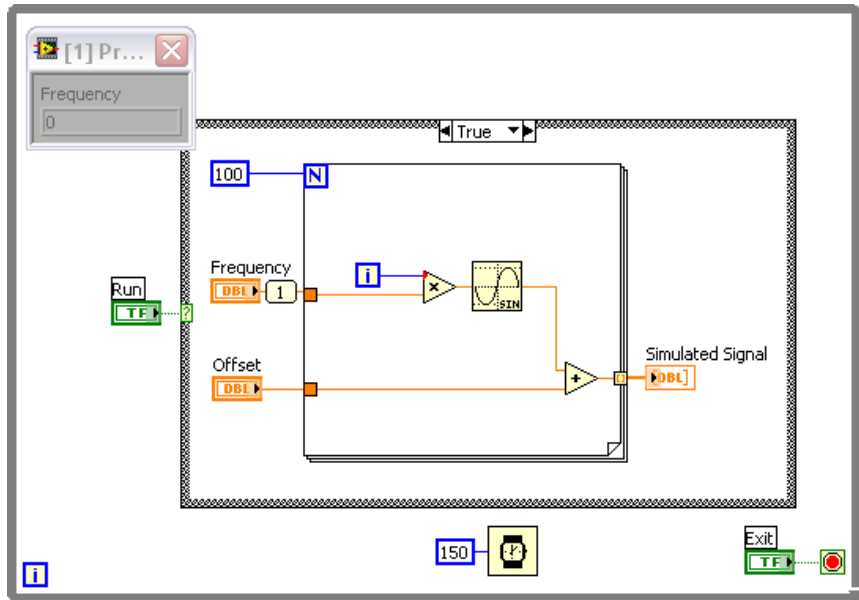 [1] Pr...
Frequency
0
True
100
N
Frequency
i
DBL
1
×
SIN
Run
TF
?
Offset
DBL
+
Simulated Signal
DBL]
150
Exit
TF
i